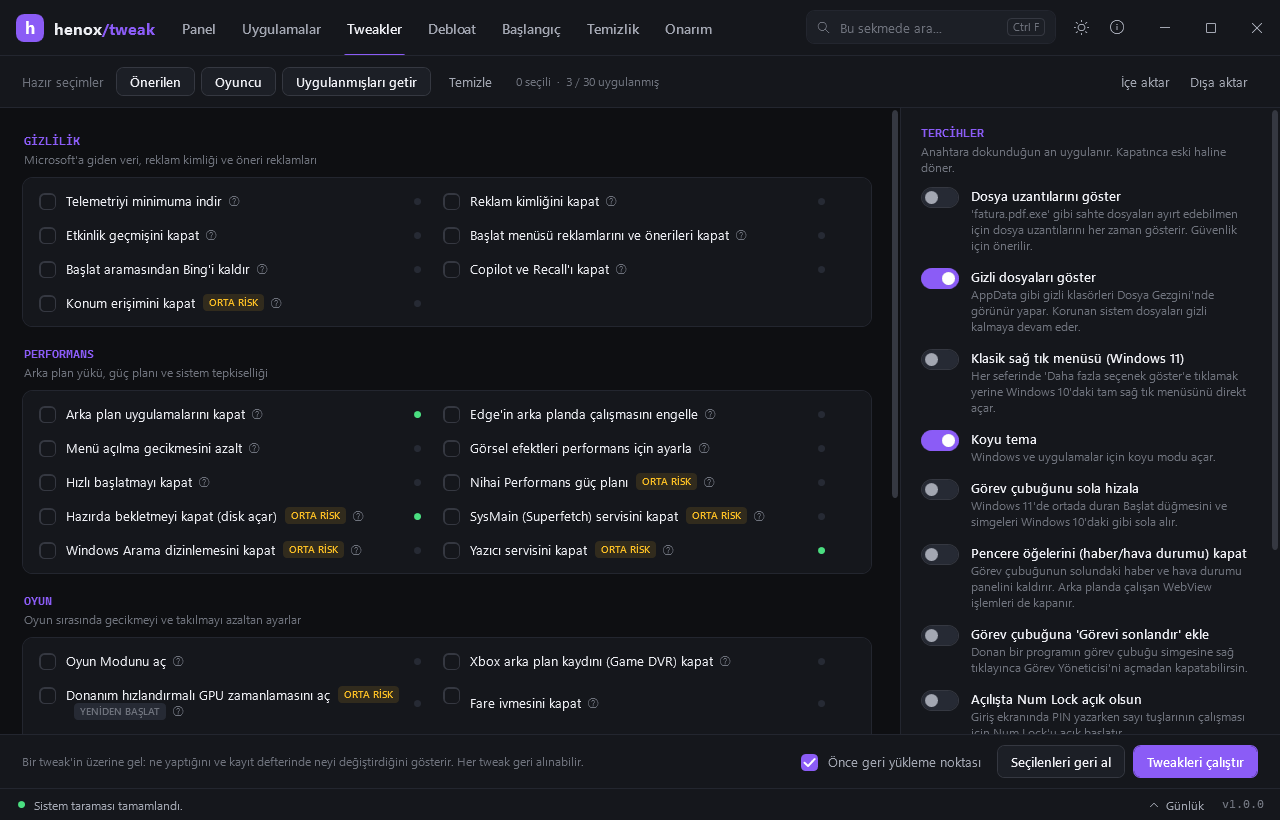 h henox/tweak Panel Uygulamalar Tweakler Debloat Başlangıç Temizlik Onarım Bu sekmede ara... Ctrl F
Hazır seçimler Önerilen Oyuncu Uygulanmışları getir Temizle 0 seçili · 3 / 30 uygulanmış İçe aktar Dışa aktar
GİZLİLİK
Microsoft'a giden veri, reklam kimliği ve öneri reklamları
Telemetriyi minimuma indir
Reklam kimliğini kapat
Etkinlik geçmişini kapat
Başlat menüsü reklamlarını ve önerileri kapat
Başlat aramasından Bing'i kaldır
Copilot ve Recall'ı kapat
Konum erişimini kapat ORTA RİSK
PERFORMANS
Arka plan yükü, güç planı ve sistem tepkiselliği
Arka plan uygulamalarını kapat
Edge'in arka planda çalışmasını engelle
Menü açılma gecikmesini azalt
Görsel efektleri performans için ayarla
Hızlı başlatmayı kapat
Nihai Performans güç planı ORTA RİSK
Hazırda bekletmeyi kapat (disk açar) ORTA RİSK
SysMain (Superfetch) servisini kapat ORTA RİSK
Windows Arama dizinlemesini kapat ORTA RİSK
Yazıcı servisini kapat ORTA RİSK
OYUN
Oyun sırasında gecikmeyi ve takılmayı azaltan ayarlar
Oyun Modunu aç
Xbox arka plan kaydını (Game DVR) kapat
Donanım hızlandırmalı GPU zamanlamasını aç ORTA RİSK
YENİDEN BAŞLAT
Fare ivmesini kapat
TERCİHLER
Anahtara dokunduğun an uygulanır. Kapatınca eski haline
döner.
Dosya uzantılarını göster
'fatura.pdf.exe' gibi sahte dosyaları ayırt edebilmen
için dosya uzantılarını her zaman gösterir. Güvenlik
için önerilir.
Gizli dosyaları göster
AppData gibi gizli klasörleri Dosya Gezgini'nde
görünür yapar. Korunan sistem dosyaları gizli
kalmaya devam eder.
Klasik sağ tık menüsü (Windows 11)
Her seferinde 'Daha fazla seçenek göster'e tıklamak
yerine Windows 10'daki tam sağ tık menüsünü direkt
açar.
Koyu tema
Windows ve uygulamalar için koyu modu açar.
Görev çubuğunu sola hizala
Windows 11'de ortada duran Başlat düğmesini ve
simgeleri Windows 10'daki gibi sola alır.
Pencere öğelerini (haber/hava durumu) kapat
Görev çubuğunun solundaki haber ve hava durumu
panelini kaldırır. Arka planda çalışan WebView
işlemleri de kapanır.
Görev çubuğuna 'Görevi sonlandır' ekle
Donan bir programın görev çubuğu simgesine sağ
tıklayınca Görev Yöneticisi'ni açmadan kapatabilirsin.
Açılışta Num Lock açık olsun
Giriş ekranında PIN yazarken sayı tuşlarının çalışması
için Num Lock'u açık başlatır.
Bir tweak'in üzerine gel: ne yaptığını ve kayıt defterinde neyi değiştirdiğini gösterir. Her tweak geri alınabilir. Önce geri yükleme noktası Seçilenleri geri al Tweakleri çalıştır
Sistem taraması tamamlandı. Günlük v1.0.0